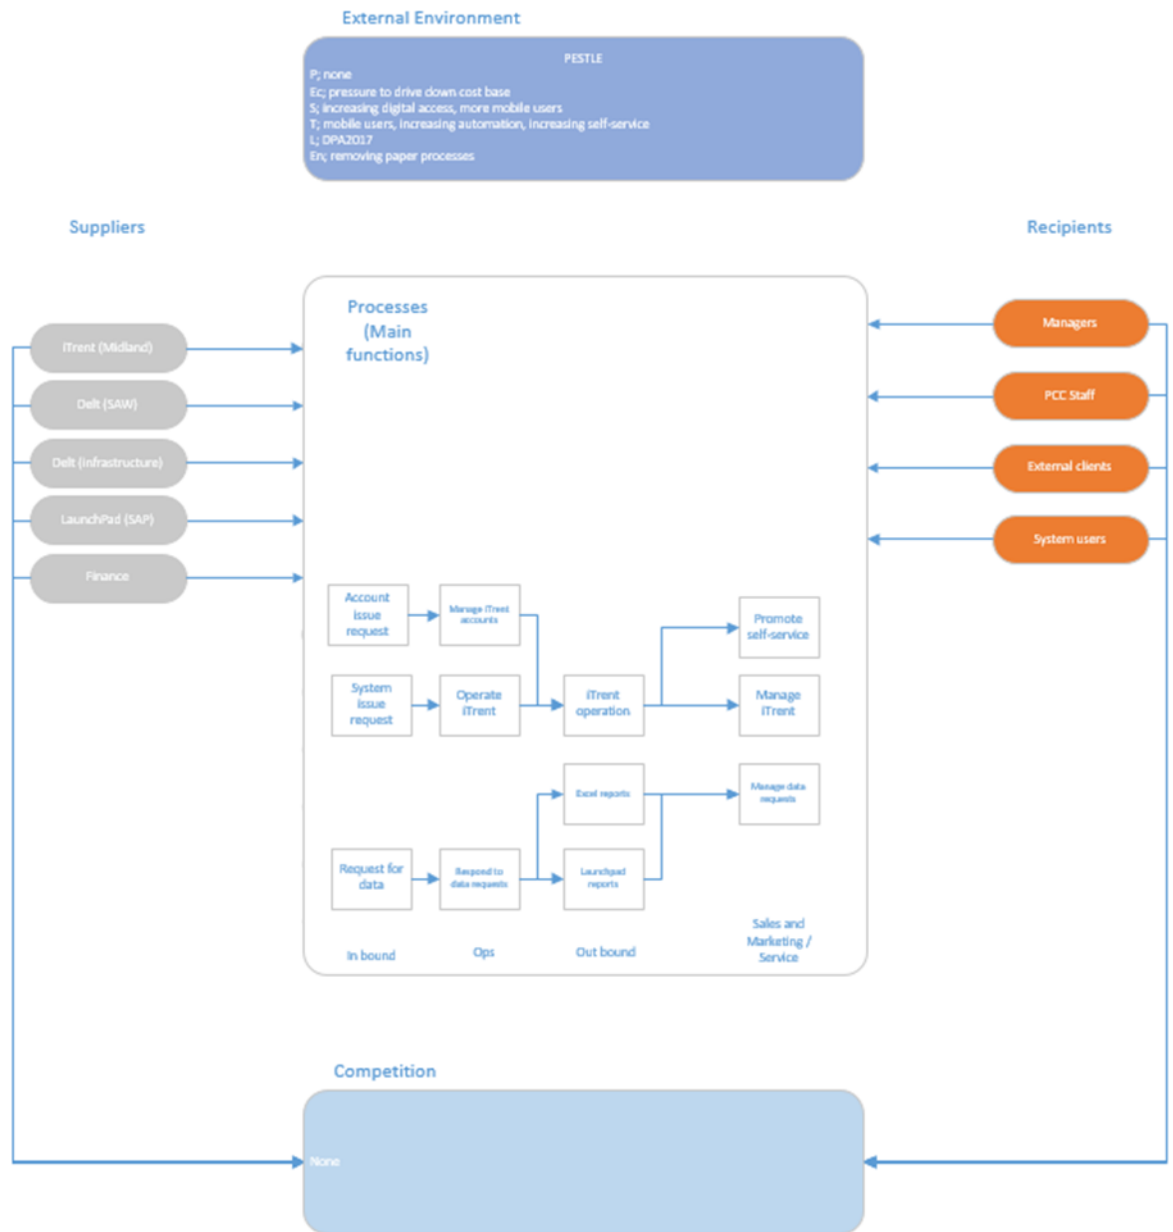 External Environment
PESTLE
P; none
Ec; pressure to drive down cost base
S; increasing digital access, more mobile users
T; mobile users, increasing automation, increasing self-service
L; DPA2017
En; removing paper processes
Suppliers
Recipients
Processes
(Main
functions)
iTrent (Midland)
Delt (SAW)
Delt (Infrastructure)
LaunchPad (SAP)
Finance
Managers
PCC Staff
External clients
System users
Account
issue
request
Manage iTrent
accounts
Promote
self-service
System
issue
request
Operate
iTrent
iTrent
operation
Manage
iTrent
Excel reports
Manage data
requests
Request for
data
Respond to
data requests
Launchpad
reports
In bound
Ops
Out bound
Sales and
Marketing /
Service
Competition
None